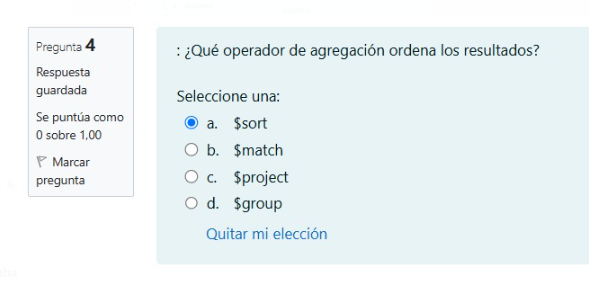 Pregunta 4
Respuesta
guardada
Se puntúa como
0 sobre 1,00
Marcar
pregunta
: ¿Qué operador de agregación ordena los resultados?
Seleccione una:
a. $sort
b. $match
c. $project
d. $group
Quitar mi elección